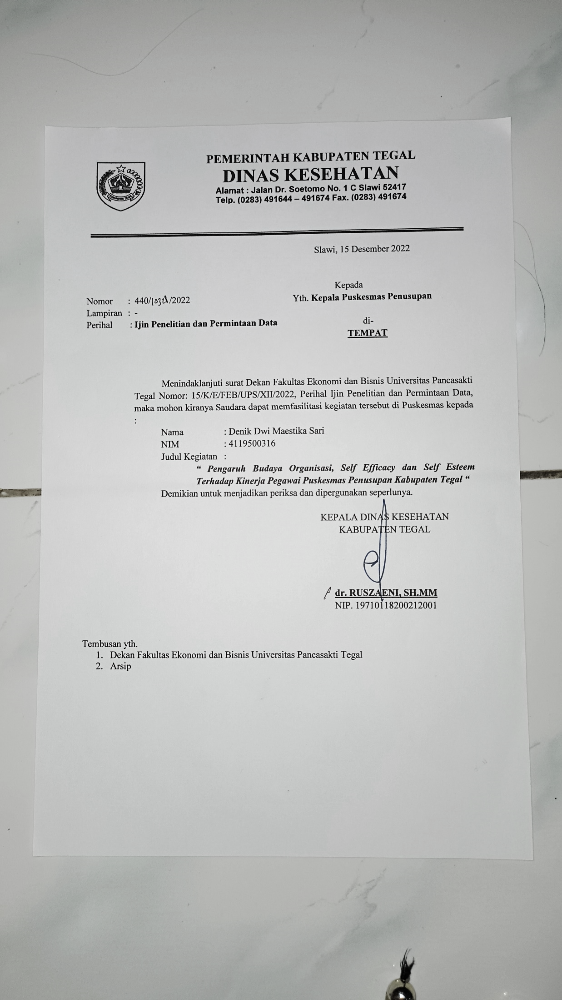 PEMERINTAH KABUPATEN TEGAL
DINAS KESEHATAN
Alamat : Jalan Dr. Soetomo No. 1 C Slawi 52417
Telp. (0283) 491644 – 491674 Fax. (0283) 491674
KABUPATEN TEGAL
Slawi, 15 Desember 2022
Kepada
Yth. Kepala Puskesmas Penusupan
di-
TEMPAT
Nomor : 440/ /2022
Lampiran : -
Perihal : Ijin Penelitian dan Permintaan Data
Menindaklanjuti surat Dekan Fakultas Ekonomi dan Bisnis Universitas Pancasakti
Tegal Nomor: 15/K/E/FEB/UPS/XII/2022, Perihal Ijin Penelitian dan Permintaan Data,
maka mohon kiranya Saudara dapat memfasilitasi kegiatan tersebut di Puskesmas kepada
:
Nama : Denik Dwi Maestika Sari
NIM : 4119500316
Judul Kegiatan :
“ Pengaruh Budaya Organisasi, Self Efficacy dan Self Esteem
Terhadap Kinerja Pegawai Puskesmas Penusupan Kabupaten Tegal “
Demikian untuk menjadikan periksa dan dipergunakan seperlunya.
KEPALA DINAS KESEHATAN
KABUPATEN TEGAL
dr. RUSZAENI, SH.MM
NIP. 19710118200212001
Tembusan yth.
1. Dekan Fakultas Ekonomi dan Bisnis Universitas Pancasakti Tegal
2. Arsip